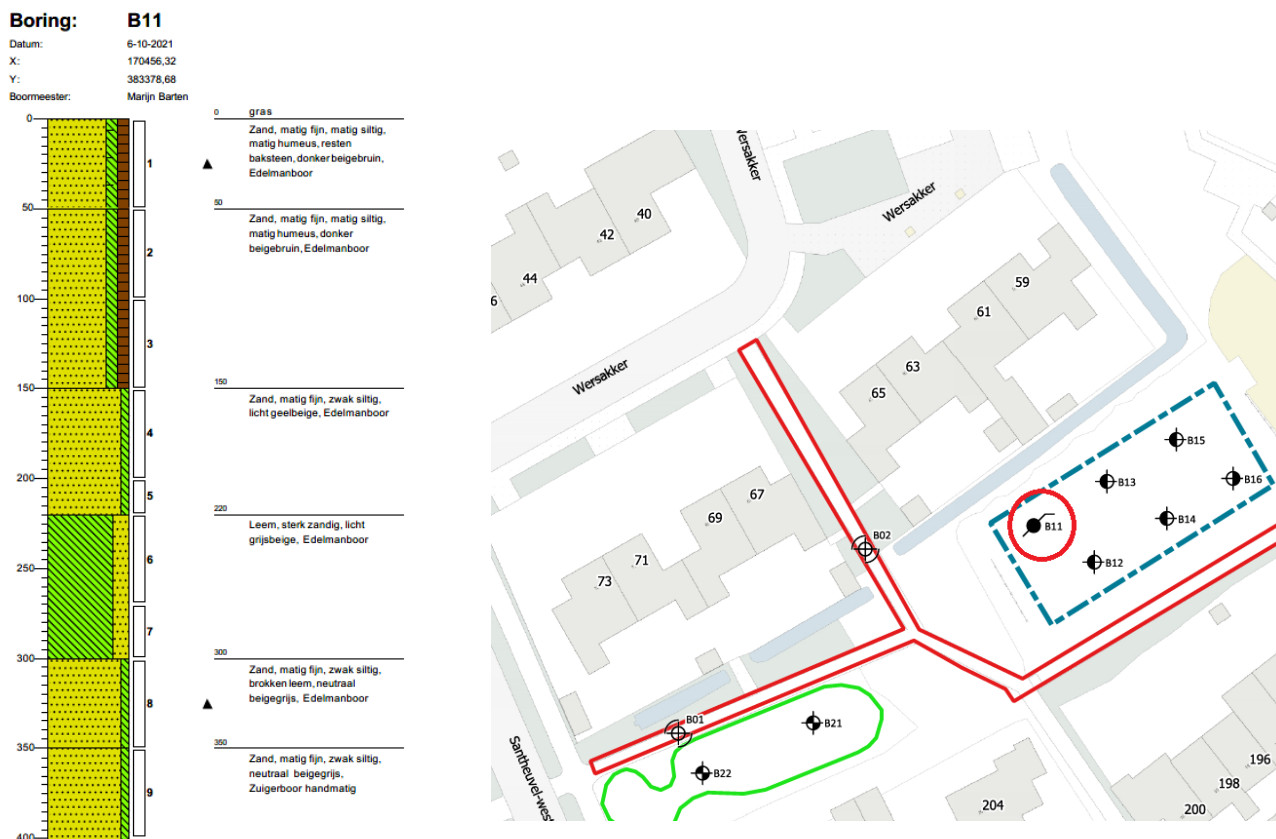 Boring: B11
Datum: 6-10-2021
X: 170456,32
Y: 383378,68
Boormeester: Marijn Barten
0
50
100
150
200
250
300
350
400
1
2
3
4
5
6
7
8
9
0 gras
Zand, matig fijn, matig siltig,
matig humeus, resten
baksteen, donker beigebruin,
Edelmanboor
50
Zand, matig fijn, matig siltig,
matig humeus, donker
beigebruin, Edelmanboor
150
Zand, matig fijn, zwak siltig,
licht geelbeige, Edelmanboor
220
Leem, sterk zandig, licht
grijsbeige, Edelmanboor
300
Zand, matig fijn, zwak siltig,
brokken leem, neutraal
beigegrijs, Edelmanboor
350
Zand, matig fijn, zwak siltig,
neutraal beigegrijs,
Zuigerboor handmatig
Wersakker
Wersakker
40
42
44
6
59
61
63
65
Wersakker
67
69
71
73
B15
B13
B16
B11
B14
B12
B02
B01
B21
B22
Santheuvel-west
204
196
198
200